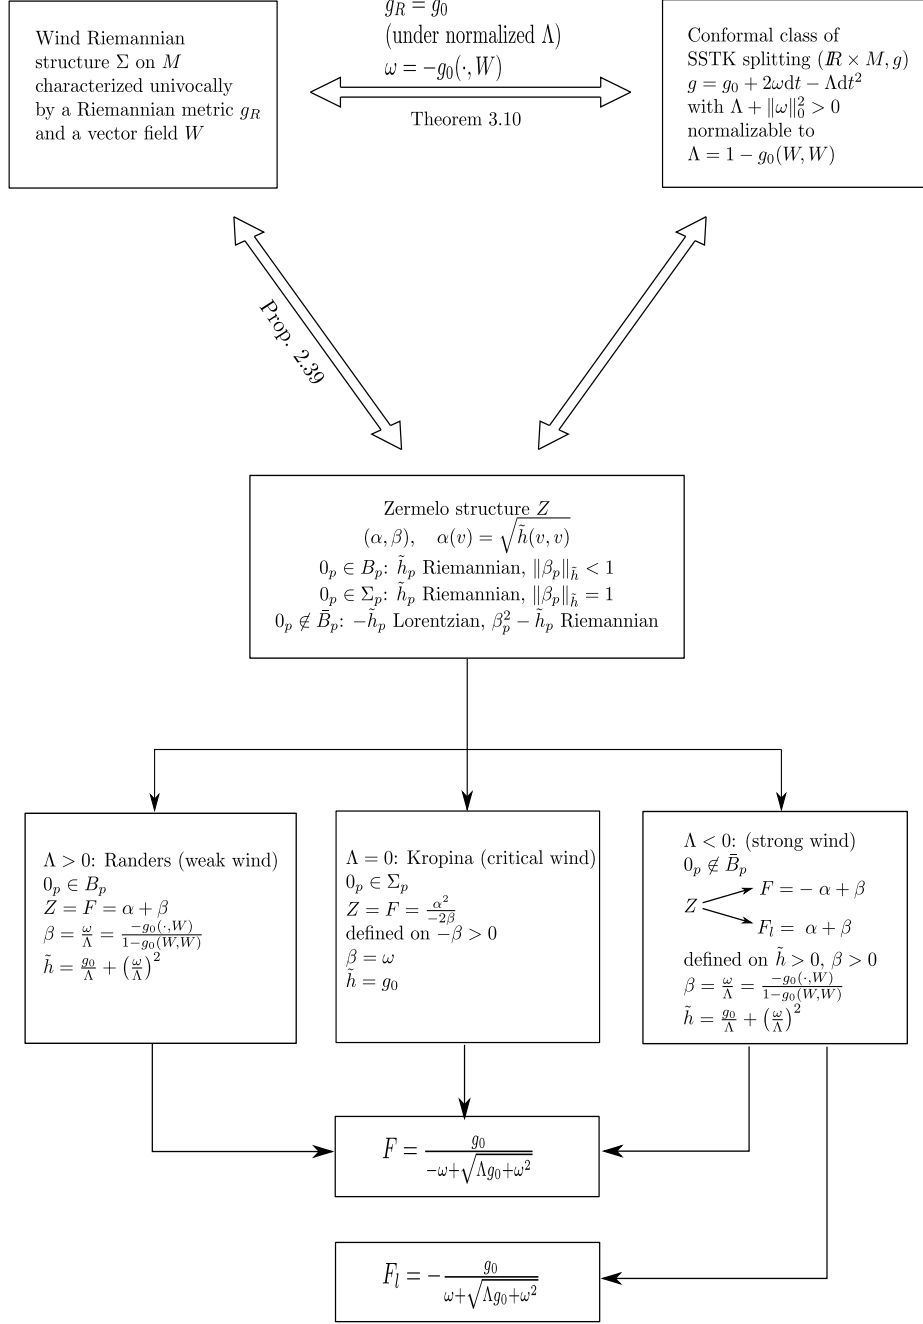 Wind Riemannian
structure Σ on M
characterized univocally
by a Riemannian metric g_R
and a vector field W
g_R = g_0
(under normalized Λ)
ω = −g_0(·, W)
Theorem 3.10
Conformal class of
SSTK splitting (IR × M, g)
g = g_0 + 2ωdt − Λdt²
with Λ + ‖ω‖²_0 > 0
normalizable to
Λ = 1 − g_0(W, W)
Prop. 2.39
Zermelo structure Z
(α, β), α(v) = √h̃(v, v)
0_p ∈ B_p: h̃_p Riemannian, ‖β_p‖_h̃ < 1
0_p ∈ Σ_p: h̃_p Riemannian, ‖β_p‖_h̃ = 1
0_p ∉ B̄_p: −h̃_p Lorentzian, β²_p − h̃_p Riemannian
Λ > 0: Randers (weak wind)
0_p ∈ B_p
Z = F = α + β
β = ω/Λ = −g_0(·,W)/1−g_0(W,W)
h̃ = g_0/Λ + (ω/Λ)²
Λ = 0: Kropina (critical wind)
0_p ∈ Σ_p
Z = F = α²/−2β
defined on −β > 0
β = ω
h̃ = g_0
Λ < 0: (strong wind)
0_p ∉ B̄_p
F = − α + β
Z
F_l = α + β
defined on h̃ > 0, β > 0
β = ω/Λ = −g_0(·,W)/1−g_0(W,W)
h̃ = g_0/Λ + (ω/Λ)²
F = g_0/−ω+√Λg_0+ω²
F_l = − g_0/ω+√Λg_0+ω²